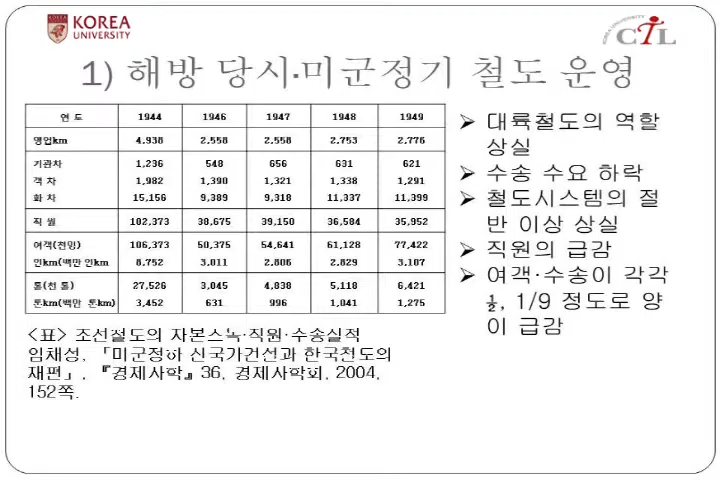 KOREA
UNIVERSITY
KOREA UNIVERSITY
CTL
1) 해방 당시·미군정기 철도 운영
연 도 1944 1946 1947 1948 1949
영업km 4,938 2,558 2,558 2,753 2,776
기관차 1,236 548 656 631 621
객 차 1,982 1,390 1,321 1,338 1,291
화 차 15,156 9,389 9,318 11,337 11,399
직 원 102,373 38,675 39,150 36,584 35,952
여객(천명) 106,373 50,375 54,641 61,128 77,422
인km(백만 인km 8,752 3,011 2,806 2,829 3,107
톤(천 톤) 27,526 3,045 4,838 5,118 6,421
톤km(백만 톤km) 3,452 631 996 1,041 1,275
<표> 조선철도의 자본스톡·직원·수송실적
임채성, 「미군정하 신국가건설과 한국철도의
재편」, 『경제사학』 36, 경제사학회, 2004,
152쪽.
➢ 대륙철도의 역할
상실
➢ 수송 수요 하락
➢ 철도시스템의 절
반 이상 상실
➢ 직원의 급감
➢ 여객·수송이 각각
½, 1/9 정도로 양
이 급감